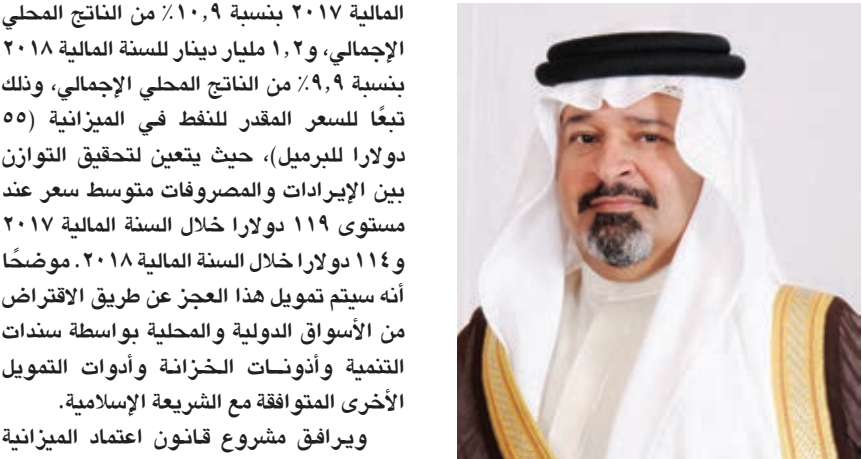 المالية ٢٠١٧ بنسبة ١٠,٩٪ من الناتج المحلي
الإجمالي، و١,٢ مليار دينار للسنة المالية ٢٠١٨
بنسبة ٩,٩٪ من الناتج المحلي الإجمالي، وذلك
تبعًا للسعر المقدر للنفط في الميزانية (٥٥
دولارا للبرميل)، حيث يتعين لتحقيق التوازن
بين الإيرادات والمصروفات متوسط سعر عند
مستوى ١١٩ دولارا خلال السنة المالية ٢٠١٧
و١١٤ دولارا خلال السنة المالية ٢٠١٨. موضحًا
أنه سيتم تمويل هذا العجز عن طريق الاقتراض
من الأسواق الدولية والمحلية بواسطة سندات
التنمية وأذونــات الـخـزانـة وأدوات التمويل
الأخرى المتوافقة مع الشريعة الإسلامية.
ويـرافـق مشروع قـانـون اعتماد الميزانية